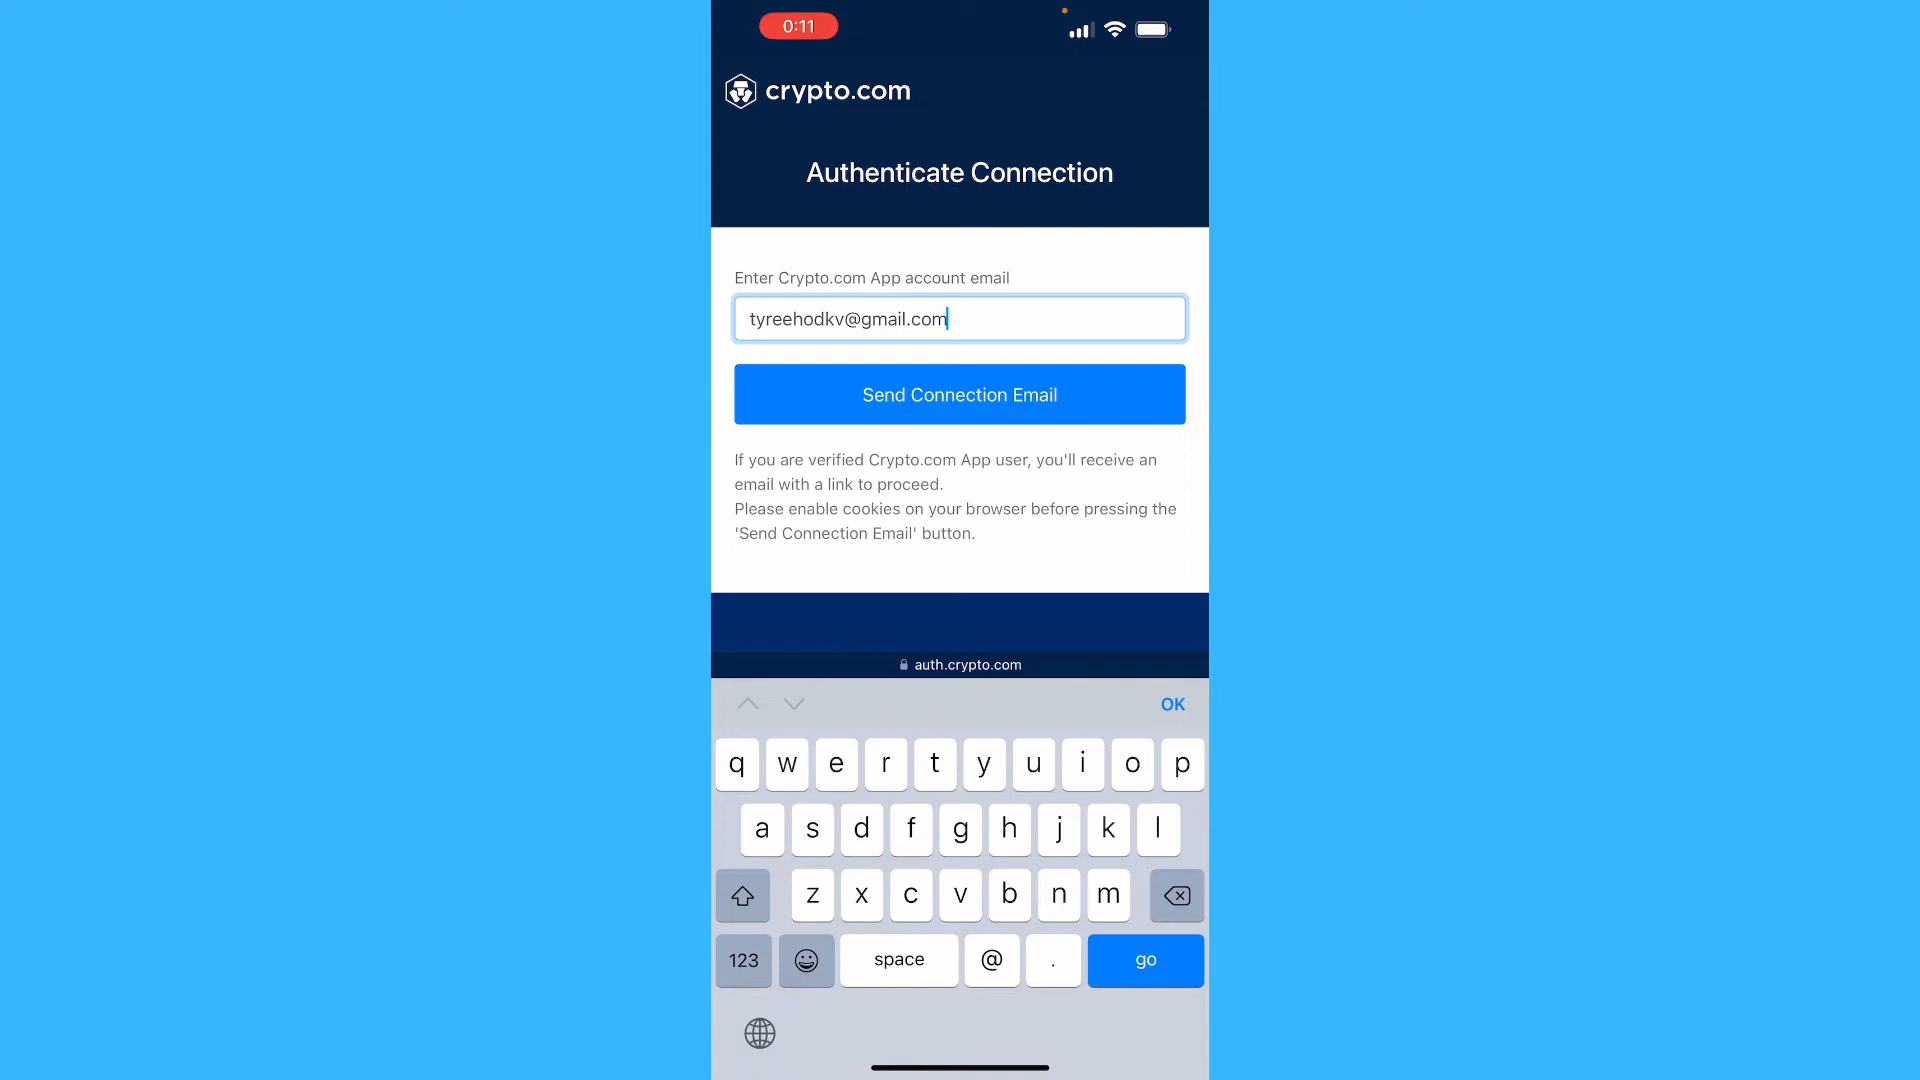 0:11
crypto.com
Authenticate Connection
Enter Crypto.com App account email
tyreehodkv@gmail.com
Send Connection Email
If you are verified Crypto.com App user, you'll receive an
email with a link to proceed.
Please enable cookies on your browser before pressing the
'Send Connection Email' button.
auth.crypto.com
OK
q w e r t y u i o p
a s d f g h j k l
z x c v b n m
123 space @ . go